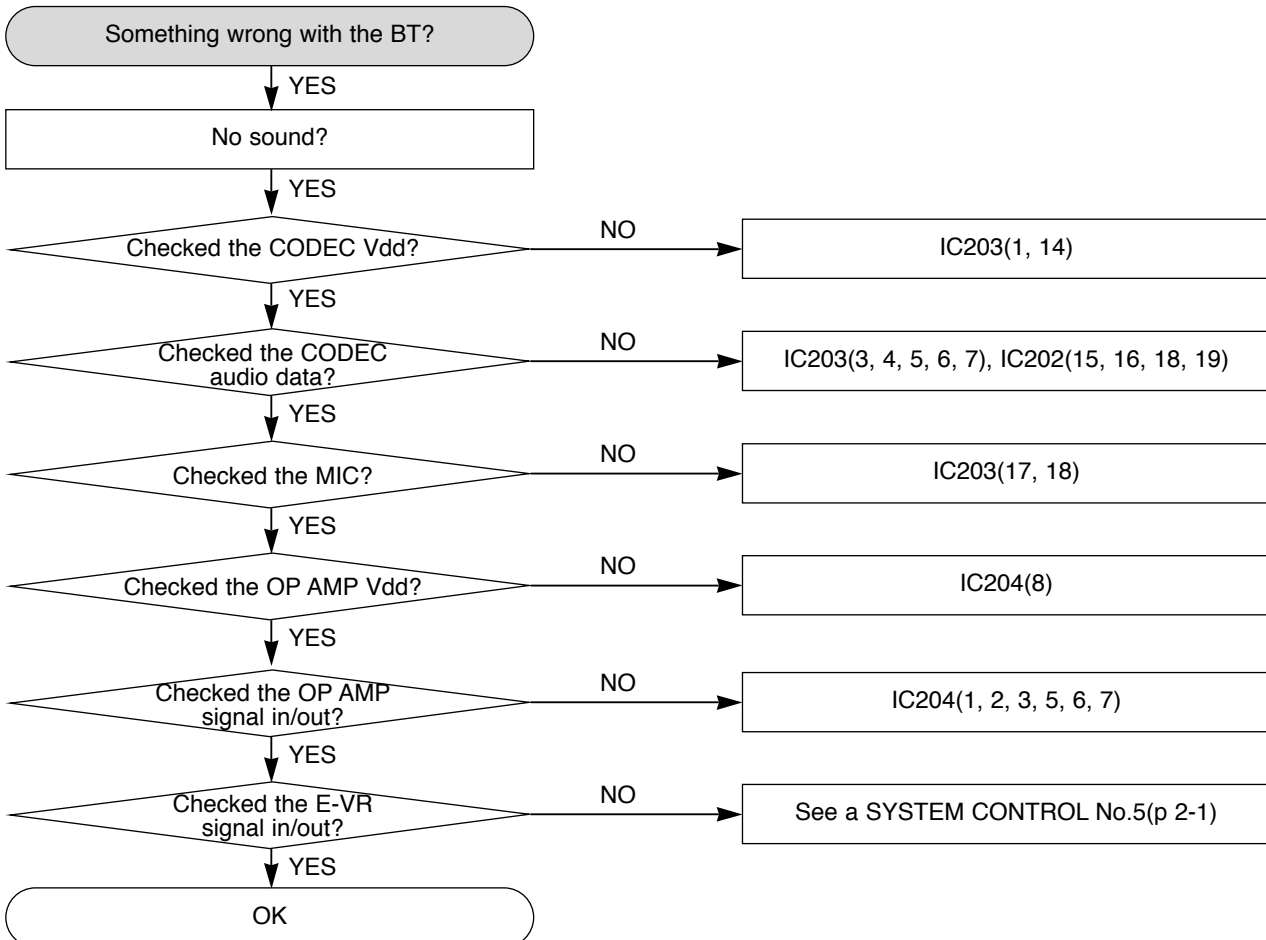 Something wrong with the BT?
YES
No sound?
YES
Checked the CODEC Vdd?
NO
IC203(1, 14)
YES
Checked the CODEC
audio data?
NO
IC203(3, 4, 5, 6, 7), IC202(15, 16, 18, 19)
YES
Checked the MIC?
NO
IC203(17, 18)
YES
Checked the OP AMP Vdd?
NO
IC204(8)
YES
Checked the OP AMP
signal in/out?
NO
IC204(1, 2, 3, 5, 6, 7)
YES
Checked the E-VR
signal in/out?
NO
See a SYSTEM CONTROL No.5(p 2-1)
YES
OK